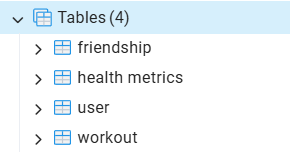 Tables (4)
friendship
health metrics
user
workout